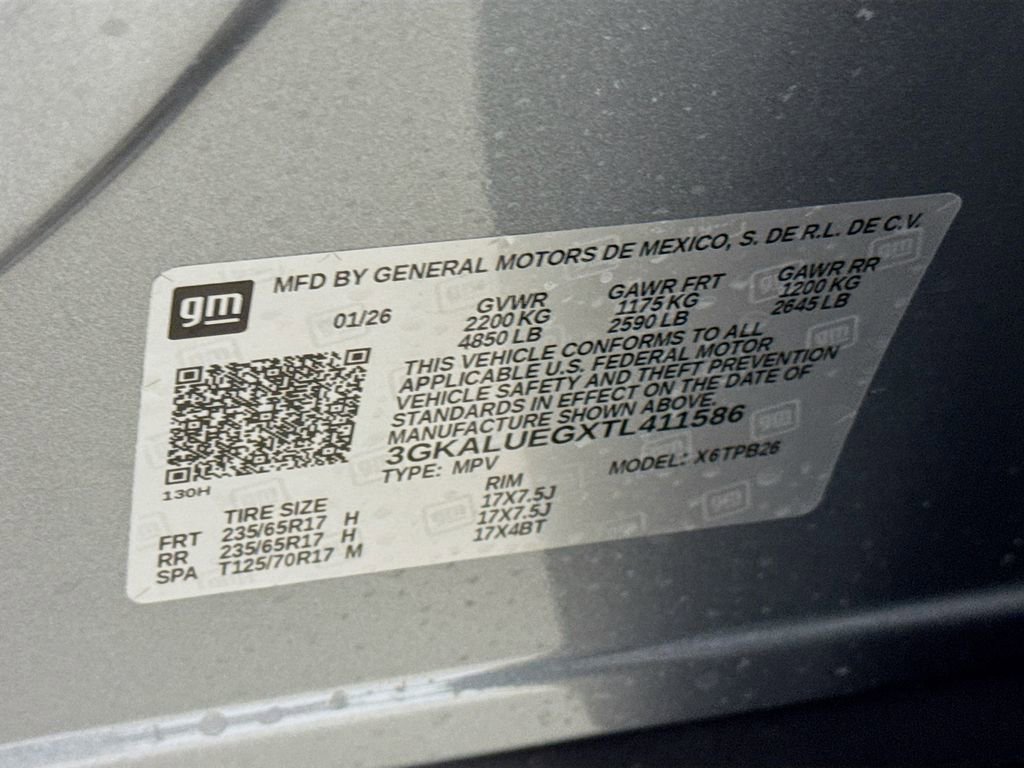 gm
MFD BY GENERAL MOTORS DE MEXICO, S. DE R.L. DE C.V.
01/26
GVWR
2200 KG
4850 LB
GAWR FRT
1175 KG
2590 LB
GAWR RR
1200 KG
2645 LB
THIS VEHICLE CONFORMS TO ALL
APPLICABLE U.S. FEDERAL MOTOR
VEHICLE SAFETY AND THEFT PREVENTION
STANDARDS IN EFFECT ON THE DATE OF
MANUFACTURE SHOWN ABOVE.
3GKALUEGXTL411586
TYPE: MPV MODEL: X6TPB26
130H
TIRE SIZE RIM
FRT 235/65R17 H 17X7.5J
RR 235/65R17 H 17X7.5J
SPA T125/70R17 M 17X4BT